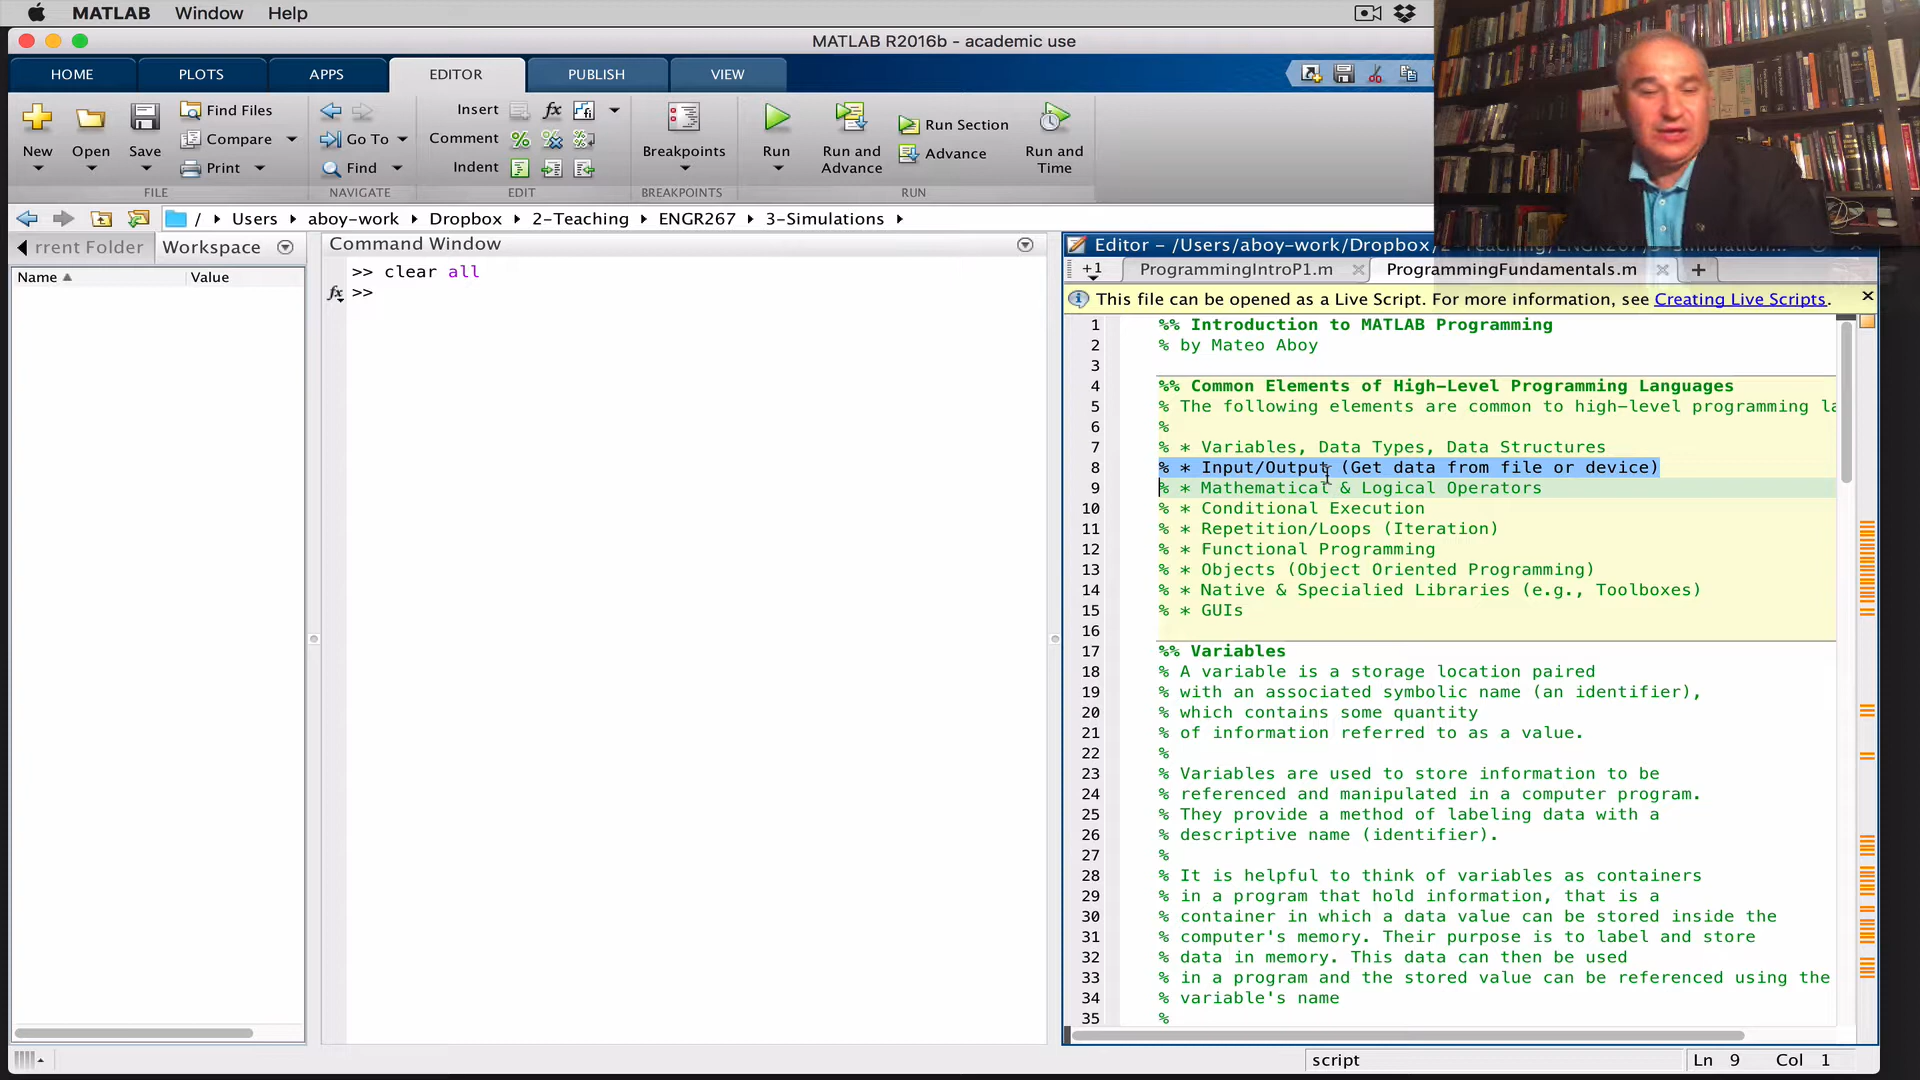 MATLAB Window Help
MATLAB R2016b - academic use
HOME PLOTS APPS EDITOR PUBLISH VIEW
New Open Save Find Files Compare Print
FILE
Go To Find
NAVIGATE
Insert fx
Comment
Indent
EDIT
Breakpoints
BREAKPOINTS
Run Run and Advance Run Section Advance Run and Time
RUN
/ Users aboy-work Dropbox 2-Teaching ENGR267 3-Simulations
rrent Folder Workspace
Name Value
Command Window
>> clear all
fx >>
Editor - /Users/aboy-work/Dropbox/2-Teaching/ENGR267/3-Simulation...
+1 ProgrammingIntroP1.m ProgrammingFundamentals.m +
This file can be opened as a Live Script. For more information, see Creating Live Scripts.
1 %% Introduction to MATLAB Programming
2 % by Mateo Aboy
3
4 %% Common Elements of High-Level Programming Languages
5 % The following elements are common to high-level programming la
6 %
7 % * Variables, Data Types, Data Structures
8 % * Input/Output (Get data from file or device)
9 % * Mathematical & Logical Operators
10 % * Conditional Execution
11 % * Repetition/Loops (Iteration)
12 % * Functional Programming
13 % * Objects (Object Oriented Programming)
14 % * Native & Specialied Libraries (e.g., Toolboxes)
15 % * GUIs
16
17 %% Variables
18 % A variable is a storage location paired
19 % with an associated symbolic name (an identifier),
20 % which contains some quantity
21 % of information referred to as a value.
22 %
23 % Variables are used to store information to be
24 % referenced and manipulated in a computer program.
25 % They provide a method of labeling data with a
26 % descriptive name (identifier).
27 %
28 % It is helpful to think of variables as containers
29 % in a program that hold information, that is a
30 % container in which a data value can be stored inside the
31 % computer's memory. Their purpose is to label and store
32 % data in memory. This data can then be used
33 % in a program and the stored value can be referenced using the
34 % variable's name
35 %
script Ln 9 Col 1